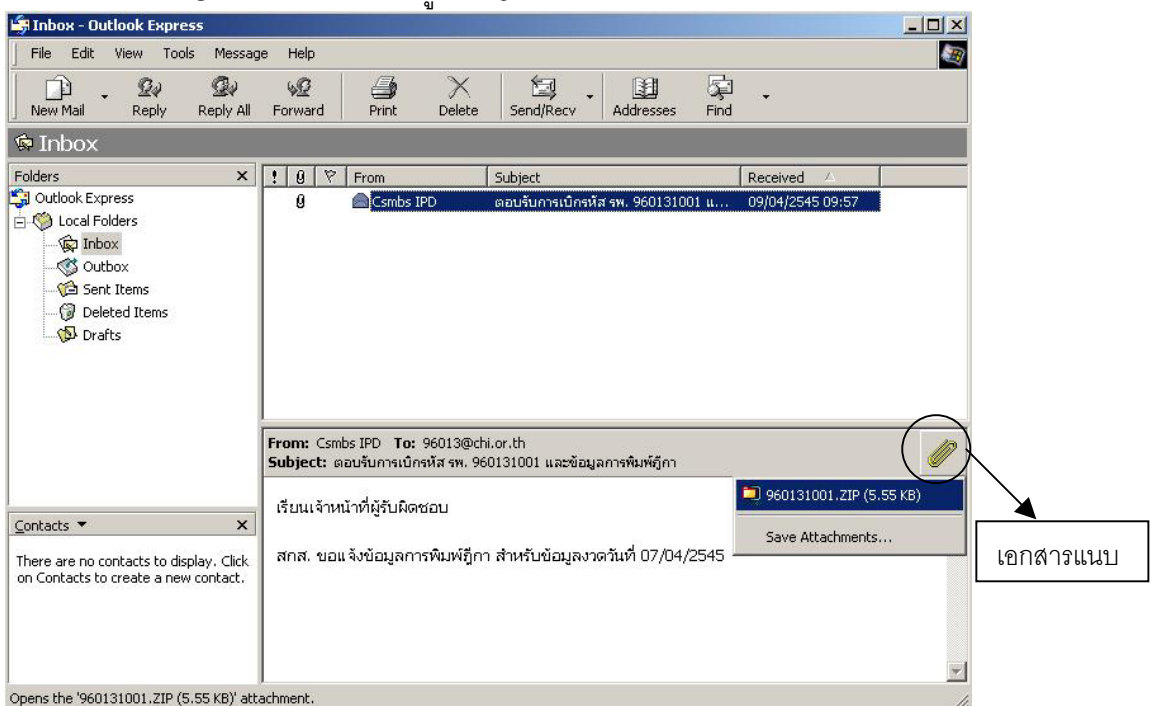 Inbox - Outlook Express
File Edit View Tools Message Help
New Mail Reply Reply All Forward Print Delete Send/Recv Addresses Find
Inbox
Folders
Outlook Express
Local Folders
Inbox
Outbox
Sent Items
Deleted Items
Drafts
! From Subject Received
Csmbs IPD ตอบรับการเบิกรหัส รพ. 960131001 แ... 09/04/2545 09:57
From: Csmbs IPD To: 96013@chi.or.th
Subject: ตอบรับการเบิกรหัส รพ. 960131001 และข้อมูลการพิมพ์ฎีกา
960131001.ZIP (5.55 KB)
Save Attachments...
เรียนเจ้าหน้าที่ผู้รับผิดชอบ
สกส. ขอแจ้งข้อมูลการพิมพ์ฎีกา สำหรับข้อมูลงวดวันที่ 07/04/2545
เอกสารแนบ
Contacts
There are no contacts to display. Click
on Contacts to create a new contact.
Opens the '960131001.ZIP (5.55 KB)' attachment.